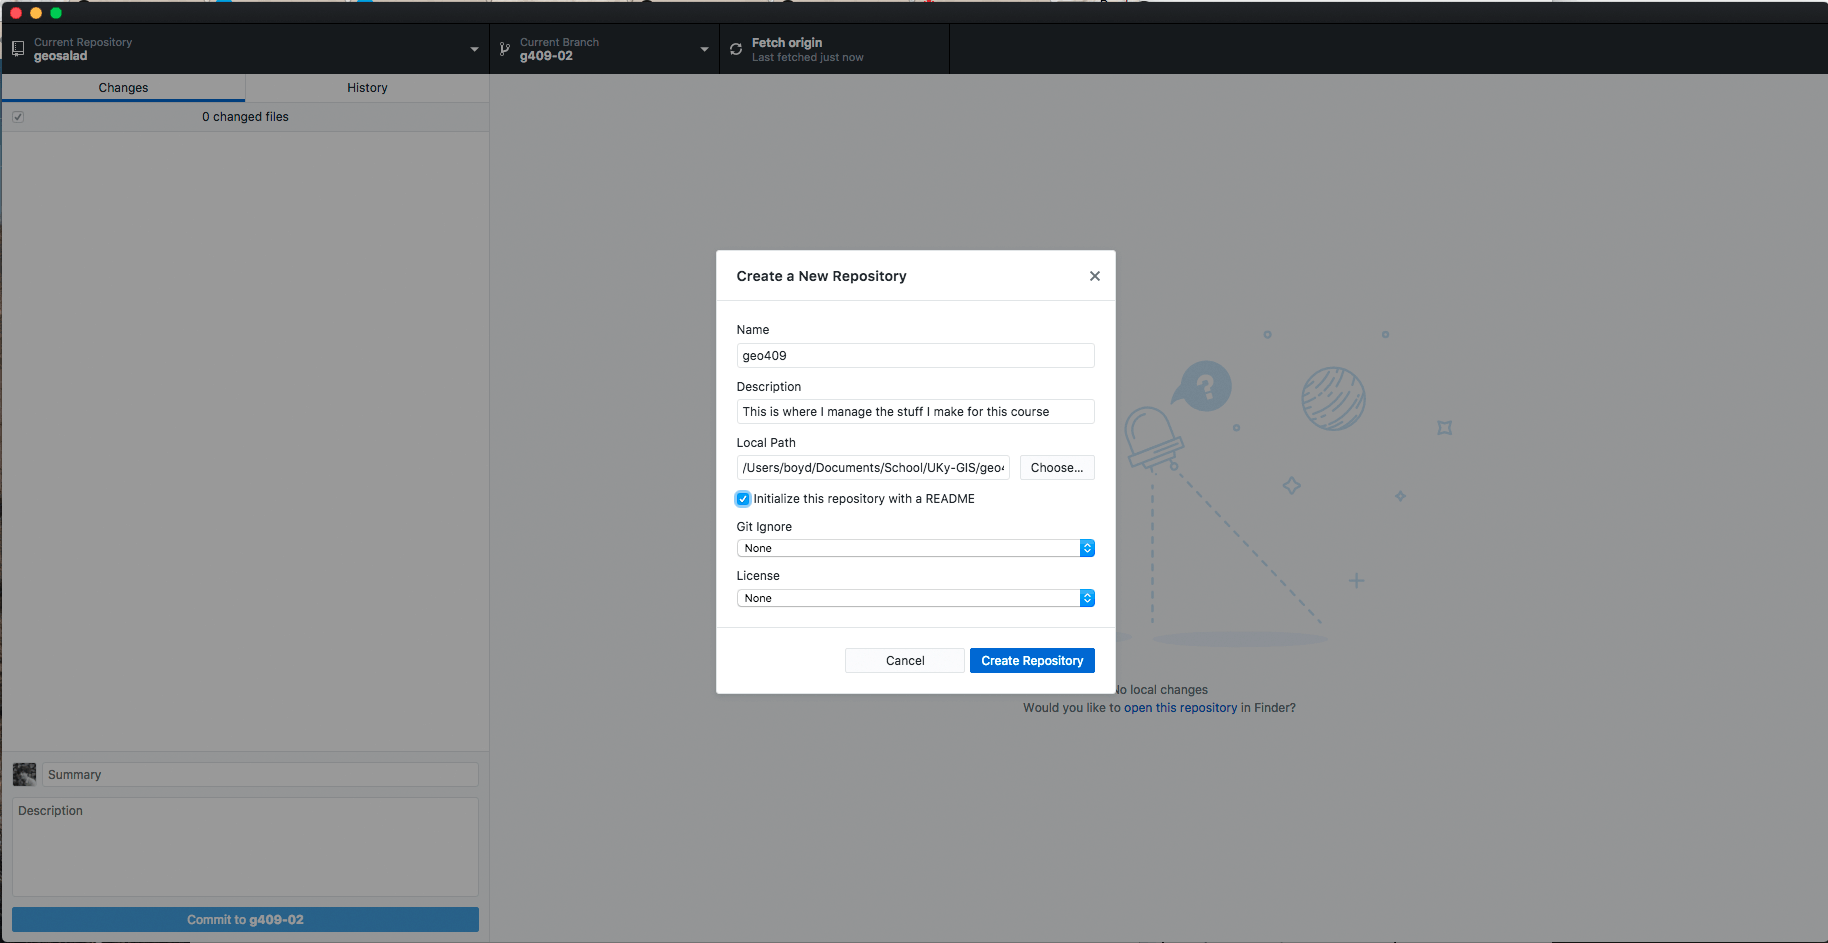 Current Repository
geosalad
Current Branch
g409-02
Fetch origin
Last fetched just now
Changes
History
0 changed files
Create a New Repository
Name
geo409
Description
This is where I manage the stuff I make for this course
Local Path
/Users/boyd/Documents/School/UKy-GIS/geo4
Choose...
Initialize this repository with a README
Git Ignore
None
License
None
Cancel
Create Repository
No local changes
Would you like to open this repository in Finder?
Summary
Description
Commit to g409-02